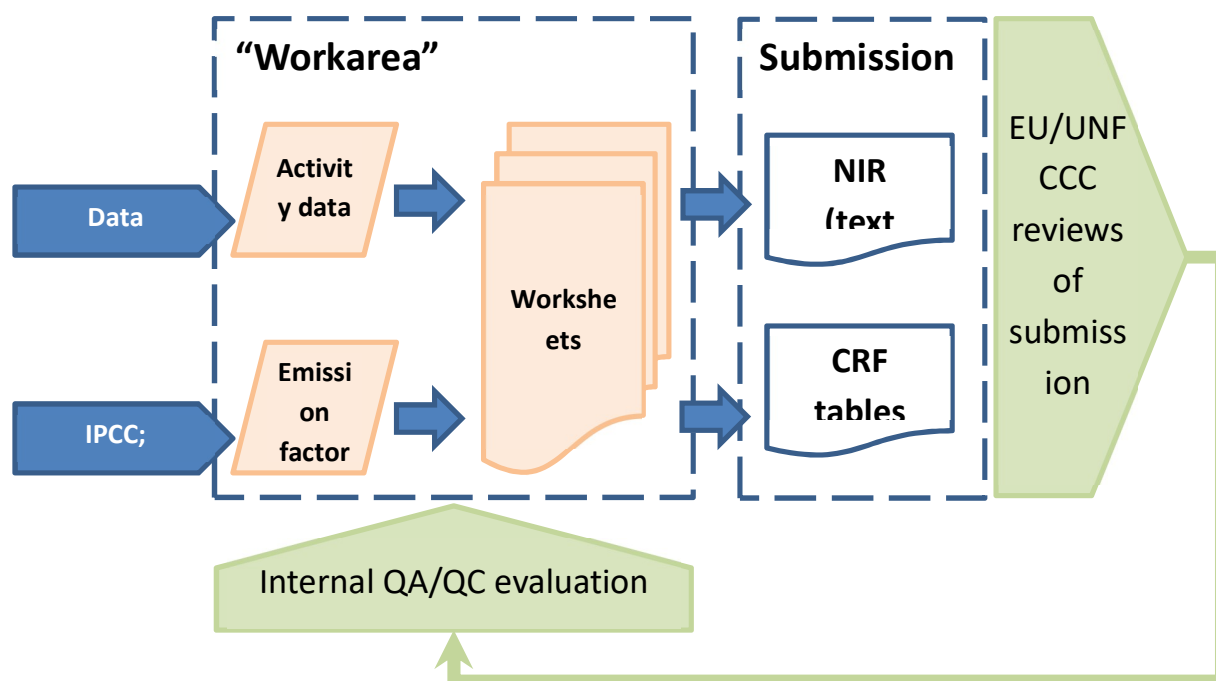 “Workarea”
Submission
Data
Activit
y data
Workshe
ets
NIR
(text
EU/UNF
CCC
reviews
of
submiss
ion
IPCC;
Emissi
on
factor
CRF
tables
Internal QA/QC evaluation